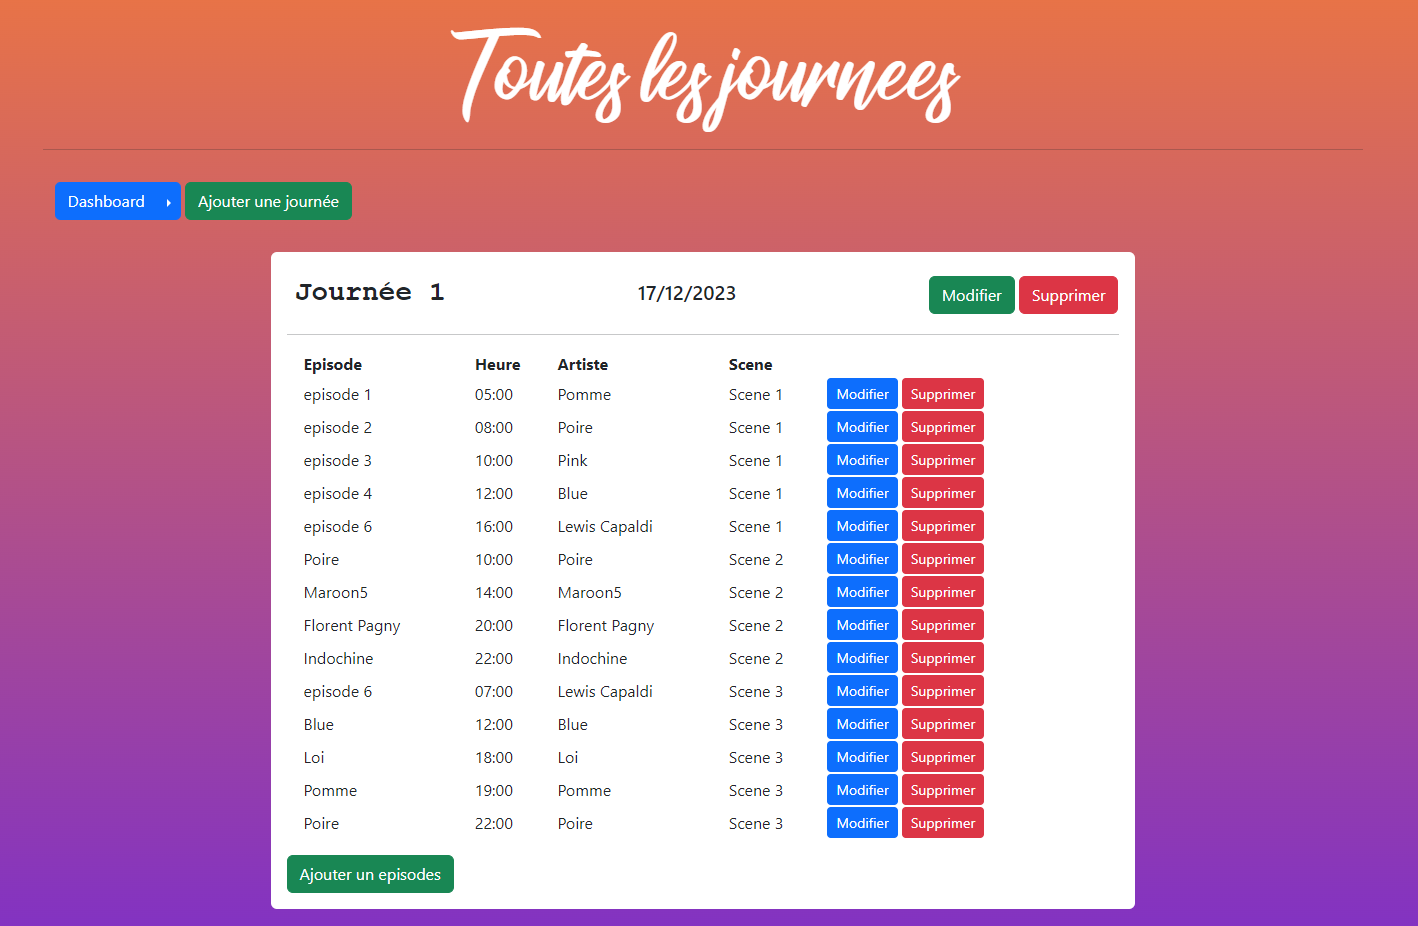 Toutes les journees
Dashboard Ajouter une journée
Journée 1 17/12/2023 Modifier Supprimer
Episode Heure Artiste Scene
episode 1 05:00 Pomme Scene 1 Modifier Supprimer
episode 2 08:00 Poire Scene 1 Modifier Supprimer
episode 3 10:00 Pink Scene 1 Modifier Supprimer
episode 4 12:00 Blue Scene 1 Modifier Supprimer
episode 6 16:00 Lewis Capaldi Scene 1 Modifier Supprimer
Poire 10:00 Poire Scene 2 Modifier Supprimer
Maroon5 14:00 Maroon5 Scene 2 Modifier Supprimer
Florent Pagny 20:00 Florent Pagny Scene 2 Modifier Supprimer
Indochine 22:00 Indochine Scene 2 Modifier Supprimer
episode 6 07:00 Lewis Capaldi Scene 3 Modifier Supprimer
Blue 12:00 Blue Scene 3 Modifier Supprimer
Loi 18:00 Loi Scene 3 Modifier Supprimer
Pomme 19:00 Pomme Scene 3 Modifier Supprimer
Poire 22:00 Poire Scene 3 Modifier Supprimer
Ajouter un episodes